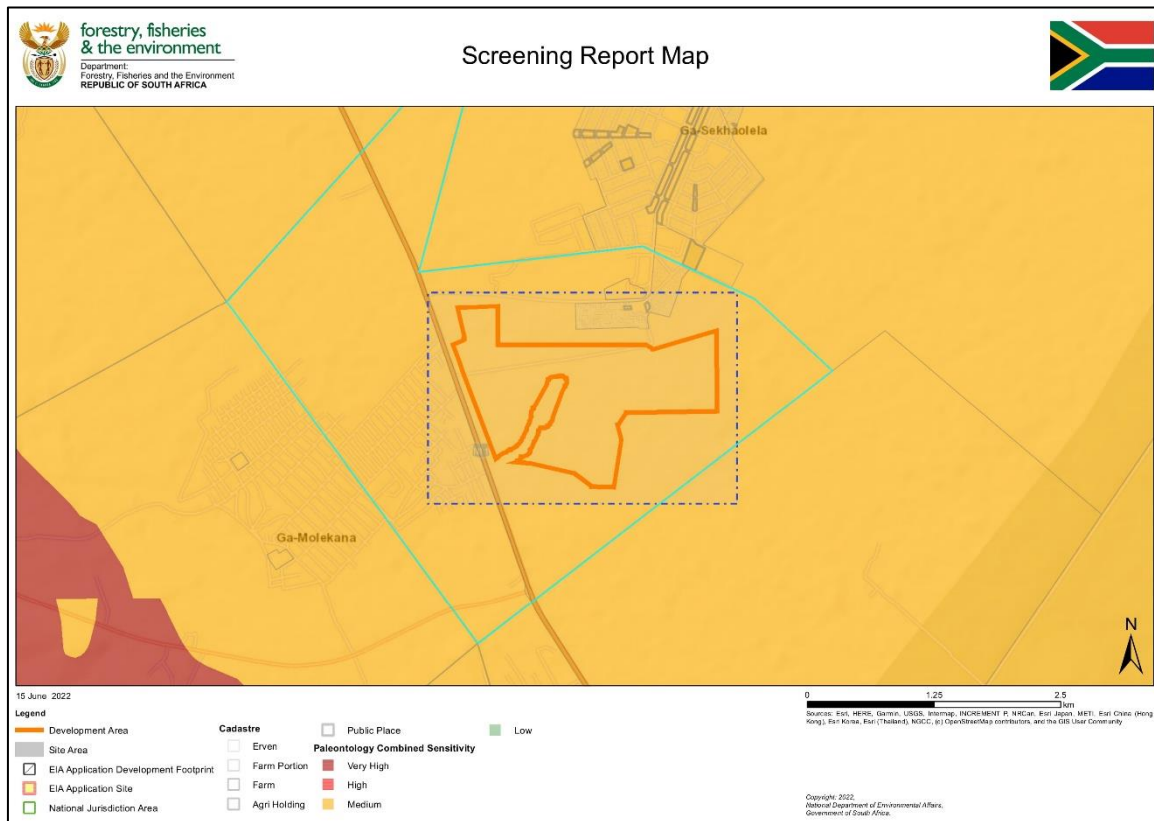 forestry, fisheries
& the environment
Department:
Forestry, Fisheries and the Environment
REPUBLIC OF SOUTH AFRICA
Screening Report Map
Ga-Sekhaolela
Ga-Molekana
N
15 June 2022
Legend
Development Area
Site Area
EIA Application Development Footprint
EIA Application Site
National Jurisdiction Area
Cadastre
Erven
Farm Portion
Farm
Agri Holding
Public Place
Paleontology Combined Sensitivity
Very High
High
Medium
Low
0 1.25 2.5
km
Sources: Esri, HERE, Garmin, USGS, Intermap, INCREMENT P, NRCan, Esri Japan, METI, Esri China (Hong
Kong), Esri Korea, Esri (Thailand), NGCC, (c) OpenStreetMap contributors, and the GIS User Community
Copyright: 2022,
National Department of Environmental Affairs,
Government of South Africa.